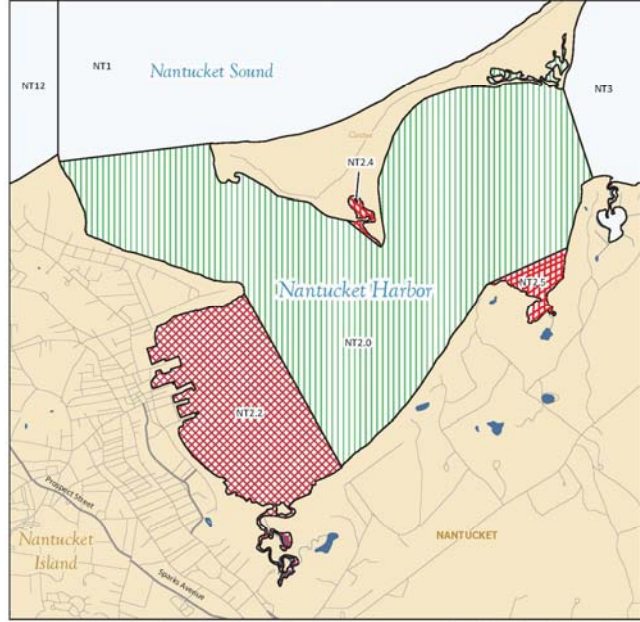 NT1
Nantucket Sound
NT12
NT3
Coatue
NT2.4
NT2.5
Nantucket Harbor
NT2.0
NT2.2
Prospect Street
Nantucket
Island
NANTUCKET
Sparks Avenue